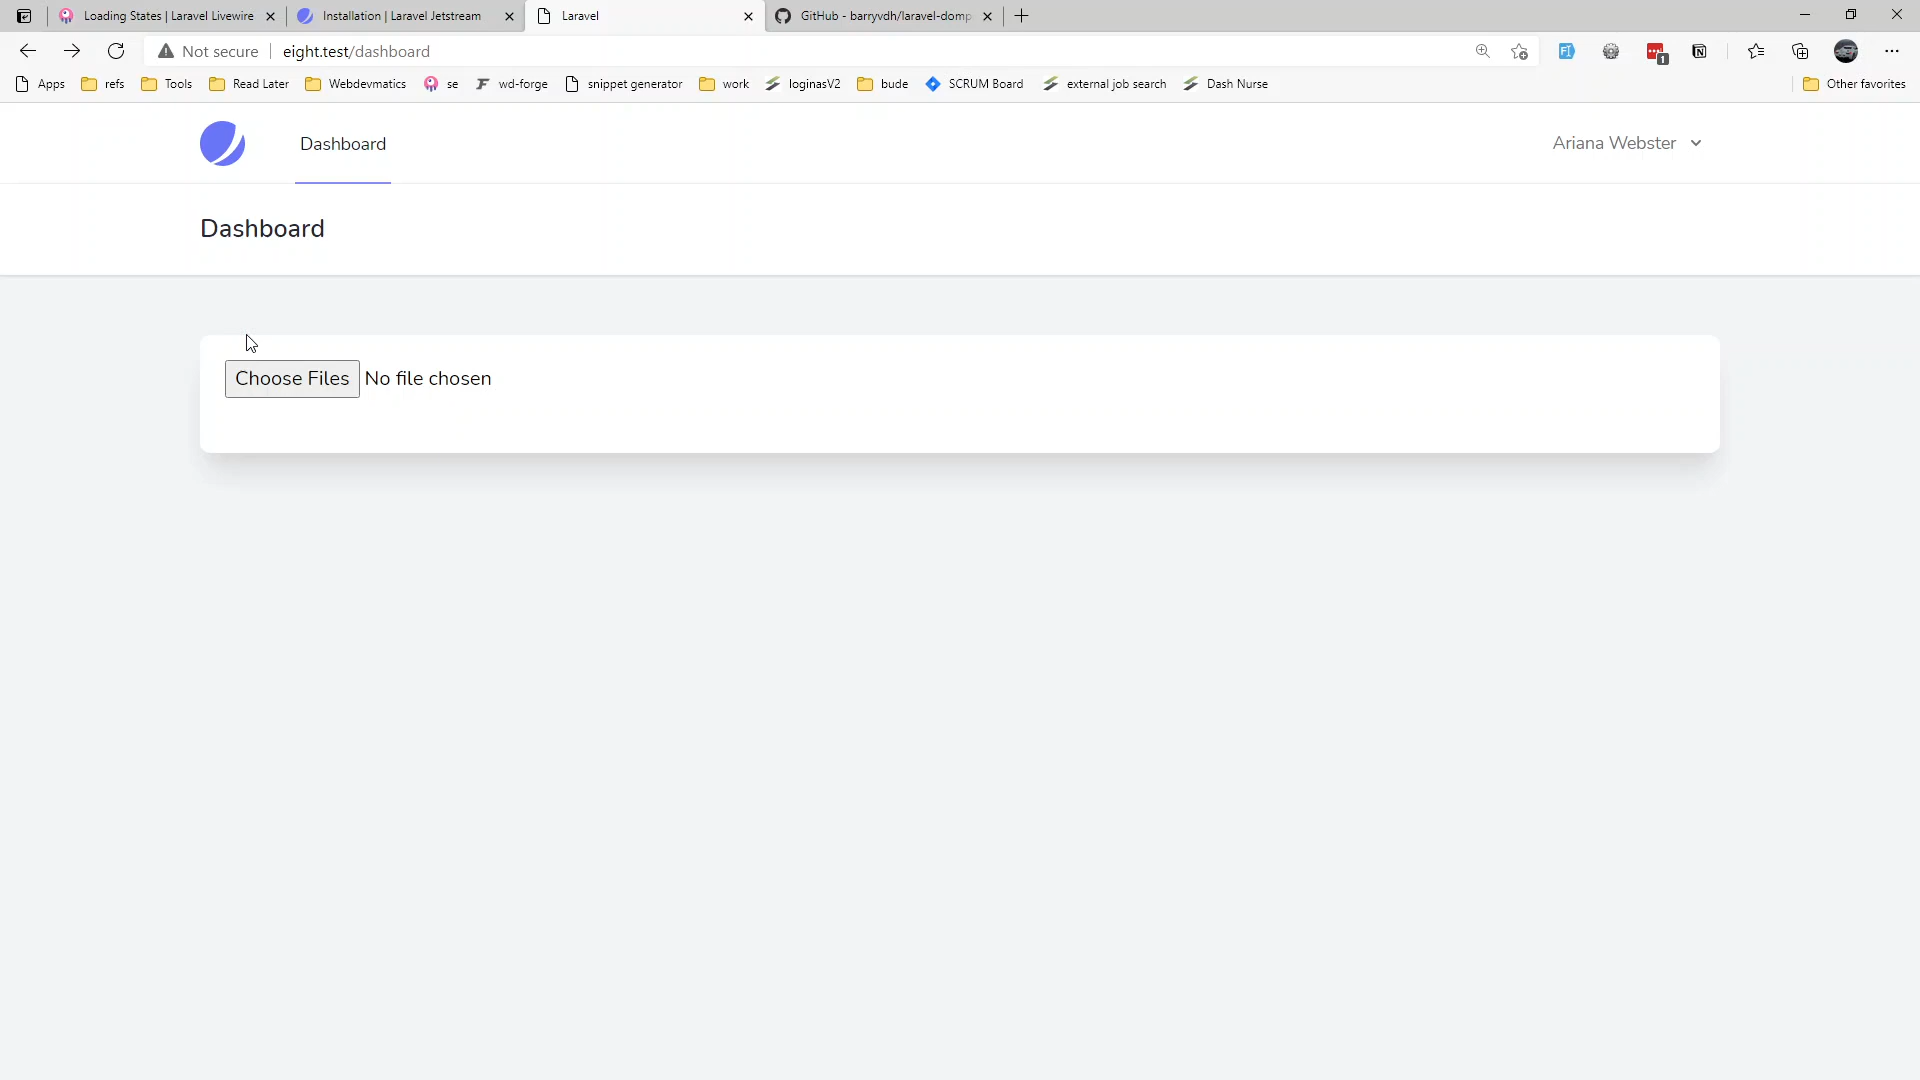 Loading States | Laravel Livewire
Installation | Laravel Jetstream
Laravel
GitHub - barryvdh/laravel-domp
Not secure
eight.test/dashboard
1
Apps
refs
Tools
Read Later
Webdevmatics
se
wd-forge
snippet generator
work
loginasV2
bude
SCRUM Board
external job search
Dash Nurse
Other favorites
Dashboard
Ariana Webster
Dashboard
Choose Files No file chosen